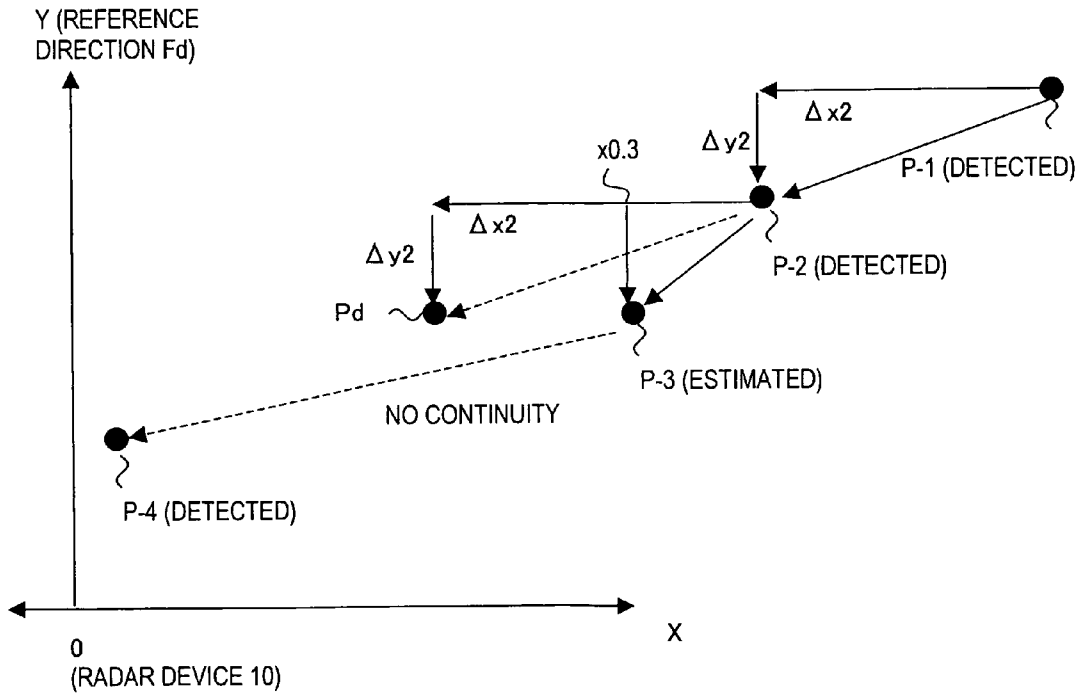 Y (REFERENCE
DIRECTION Fd)
Δx2
P-1 (DETECTED)
Δy2
x0.3
Δx2
P-2 (DETECTED)
Δy2
Pd
P-3 (ESTIMATED)
NO CONTINUITY
P-4 (DETECTED)
X
0
(RADAR DEVICE 10)